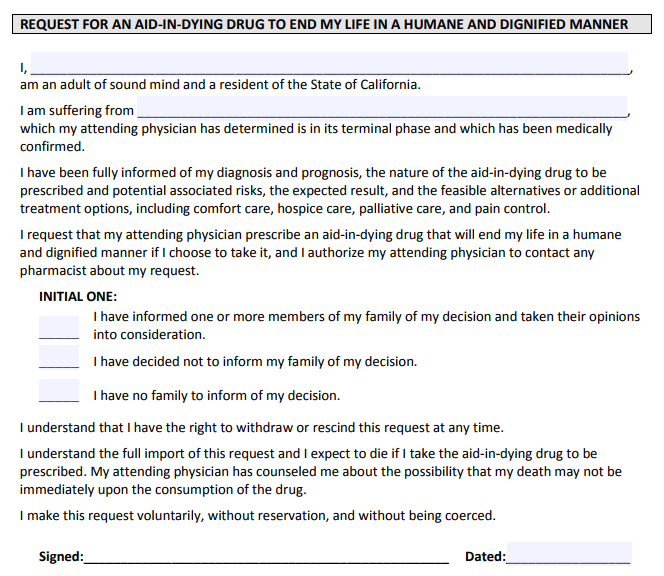 REQUEST FOR AN AID-IN-DYING DRUG TO END MY LIFE IN A HUMANE AND DIGNIFIED MANNER
I, ,
am an adult of sound mind and a resident of the State of California.
I am suffering from ,
which my attending physician has determined is in its terminal phase and which has been medically
confirmed.
I have been fully informed of my diagnosis and prognosis, the nature of the aid-in-dying drug to be
prescribed and potential associated risks, the expected result, and the feasible alternatives or additional
treatment options, including comfort care, hospice care, palliative care, and pain control.
I request that my attending physician prescribe an aid-in-dying drug that will end my life in a humane
and dignified manner if I choose to take it, and I authorize my attending physician to contact any
pharmacist about my request.
INITIAL ONE:
I have informed one or more members of my family of my decision and taken their opinions
into consideration.
I have decided not to inform my family of my decision.
I have no family to inform of my decision.
I understand that I have the right to withdraw or rescind this request at any time.
I understand the full import of this request and I expect to die if I take the aid-in-dying drug to be
prescribed. My attending physician has counseled me about the possibility that my death may not be
immediately upon the consumption of the drug.
I make this request voluntarily, without reservation, and without being coerced.
Signed: Dated: